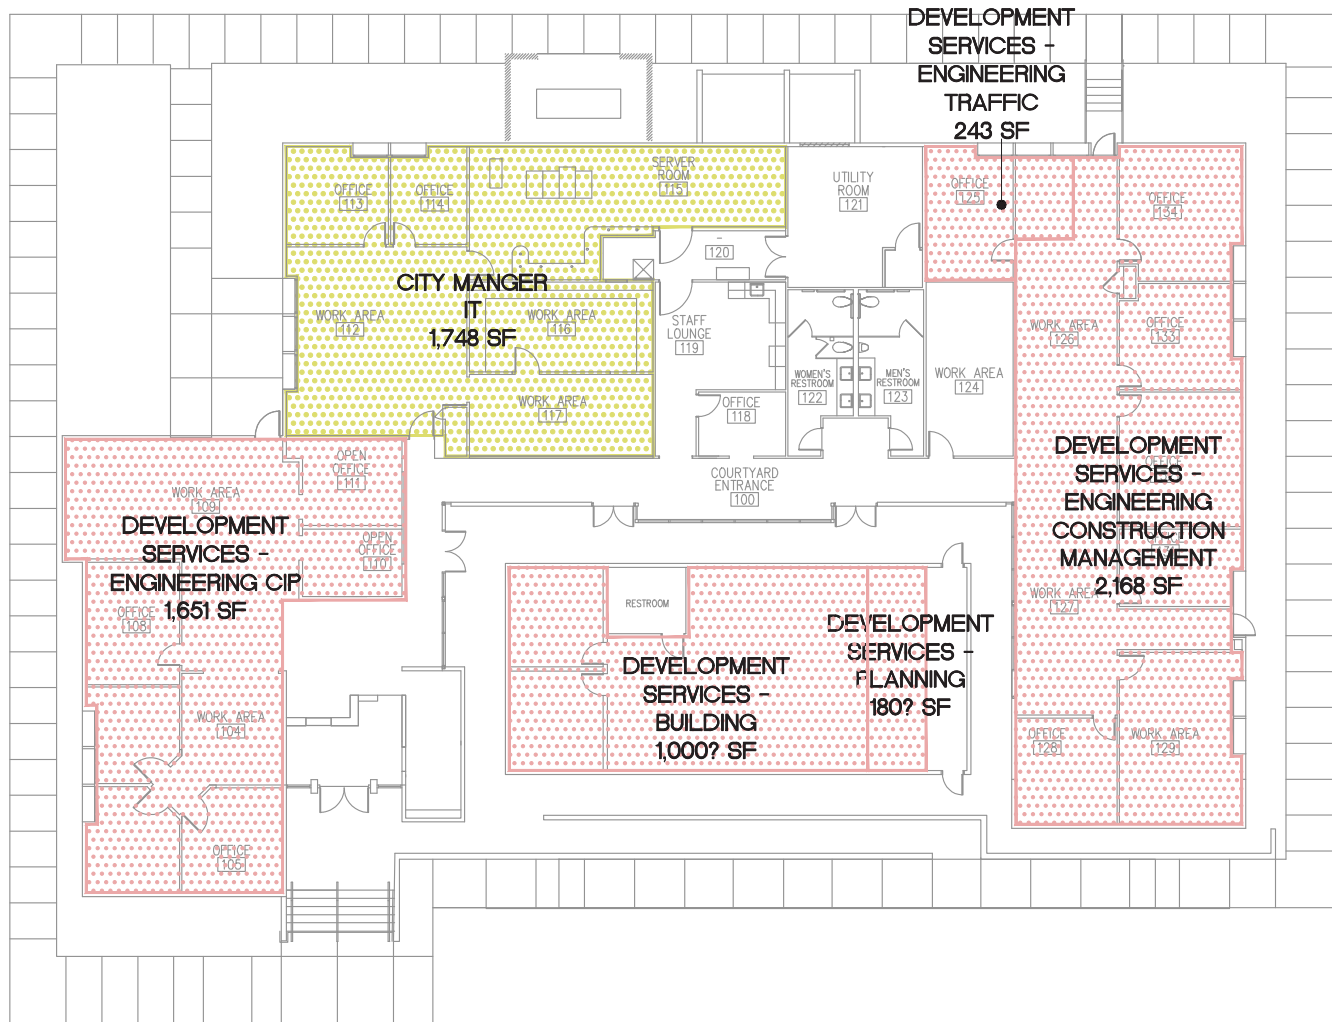 DEVELOPMENT
SERVICES -
ENGINEERING
TRAFFIC
243 SF
OFFICE
113
OFFICE
114
SERVER
ROOM
115
UTILITY
ROOM
121
OFFICE
125
OFFICE
134
120
CITY MANGER
IT
1,748 SF
WORK AREA
112
WORK AREA
116
STAFF
LOUNGE
119
WORK AREA
126
OFFICE
133
WOMEN'S
RESTROOM
122
MEN'S
RESTROOM
123
WORK AREA
124
WORK AREA
117
OFFICE
118
OPEN
OFFICE
111
WORK AREA
109
COURTYARD
ENTRANCE
100
DEVELOPMENT
SERVICES -
ENGINEERING
CONSTRUCTION
MANAGEMENT
2,168 SF
DEVELOPMENT
SERVICES -
ENGINEERING CIP
1,651 SF
OPEN
OFFICE
110
OFFICE
108
RESTROOM
WORK AREA
127
DEVELOPMENT
SERVICES -
PLANNING
180? SF
DEVELOPMENT
SERVICES -
BUILDING
1,000? SF
WORK AREA
104
OFFICE
128
WORK AREA
129
OFFICE
105